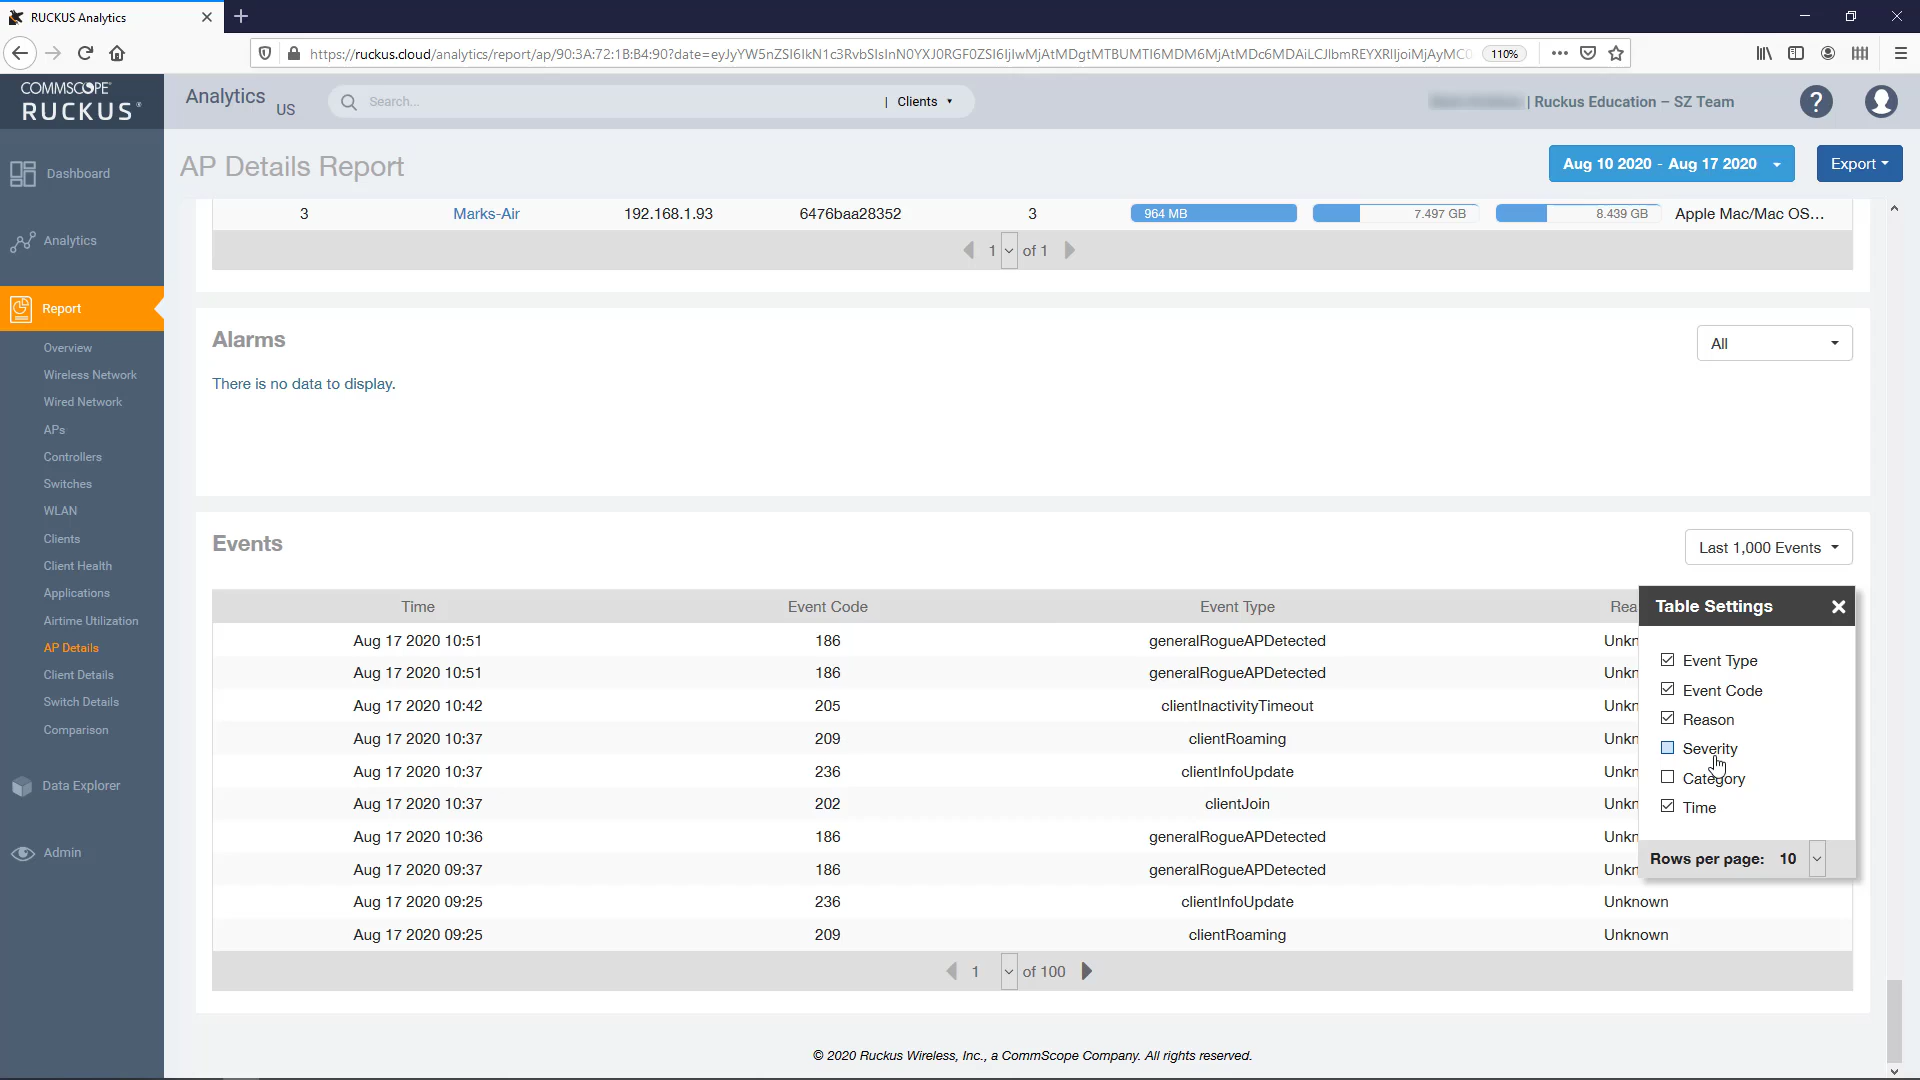 RUCKUS Analytics
https://ruckus.cloud/analytics/report/ap/90:3A:72:1B:B4:90?date=eyJyYW5nZSI6IkN1c3RvbSIsInN0YXJ0RGF0ZSI6IjIwMjAtMDgtMTBUMTI6MDM6MjAtMDc6MDAiLCJlbmREYXRlIjoiMjAyMC0
110%
COMMSCOPE
RUCKUS
Analytics US
Search...
| Clients
| Ruckus Education – SZ Team
?
Dashboard
Analytics
Report
Overview
Wireless Network
Wired Network
APs
Controllers
Switches
WLAN
Clients
Client Health
Applications
Airtime Utilization
AP Details
Client Details
Switch Details
Comparison
Data Explorer
Admin
AP Details Report
Aug 10 2020 - Aug 17 2020
Export
3 Marks-Air 192.168.1.93 6476baa28352 3 964 MB 7.497 GB 8.439 GB Apple Mac/Mac OS...
1 of 1
Alarms
All
There is no data to display.
Events
Last 1,000 Events
Time Event Code Event Type Rea
Aug 17 2020 10:51 186 generalRogueAPDetected Unkn
Aug 17 2020 10:51 186 generalRogueAPDetected Unkn
Aug 17 2020 10:42 205 clientInactivityTimeout Unkn
Aug 17 2020 10:37 209 clientRoaming Unkn
Aug 17 2020 10:37 236 clientInfoUpdate Unkn
Aug 17 2020 10:37 202 clientJoin Unkn
Aug 17 2020 10:36 186 generalRogueAPDetected Unkn
Aug 17 2020 09:37 186 generalRogueAPDetected Unkn
Aug 17 2020 09:25 236 clientInfoUpdate Unknown
Aug 17 2020 09:25 209 clientRoaming Unknown
1 of 100
Table Settings
Event Type
Event Code
Reason
Severity
Category
Time
Rows per page: 10
© 2020 Ruckus Wireless, Inc., a CommScope Company. All rights reserved.